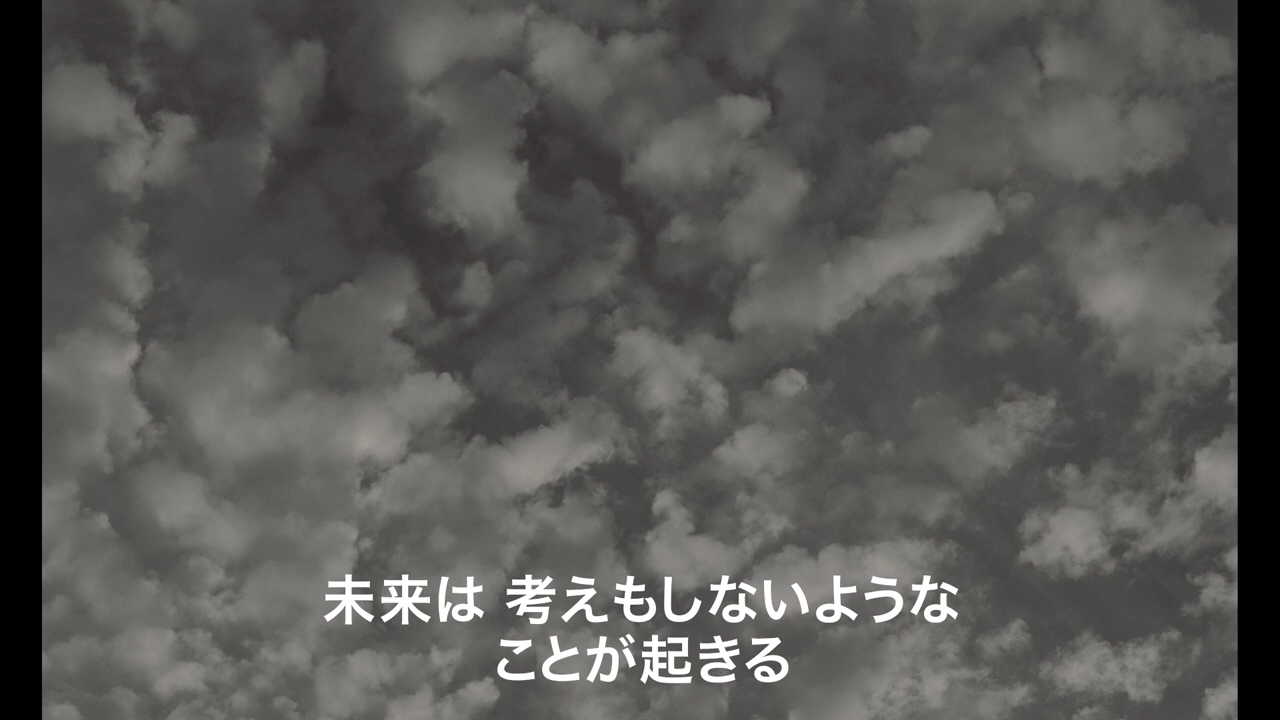 未来は 考えもしないような
ことが起きる